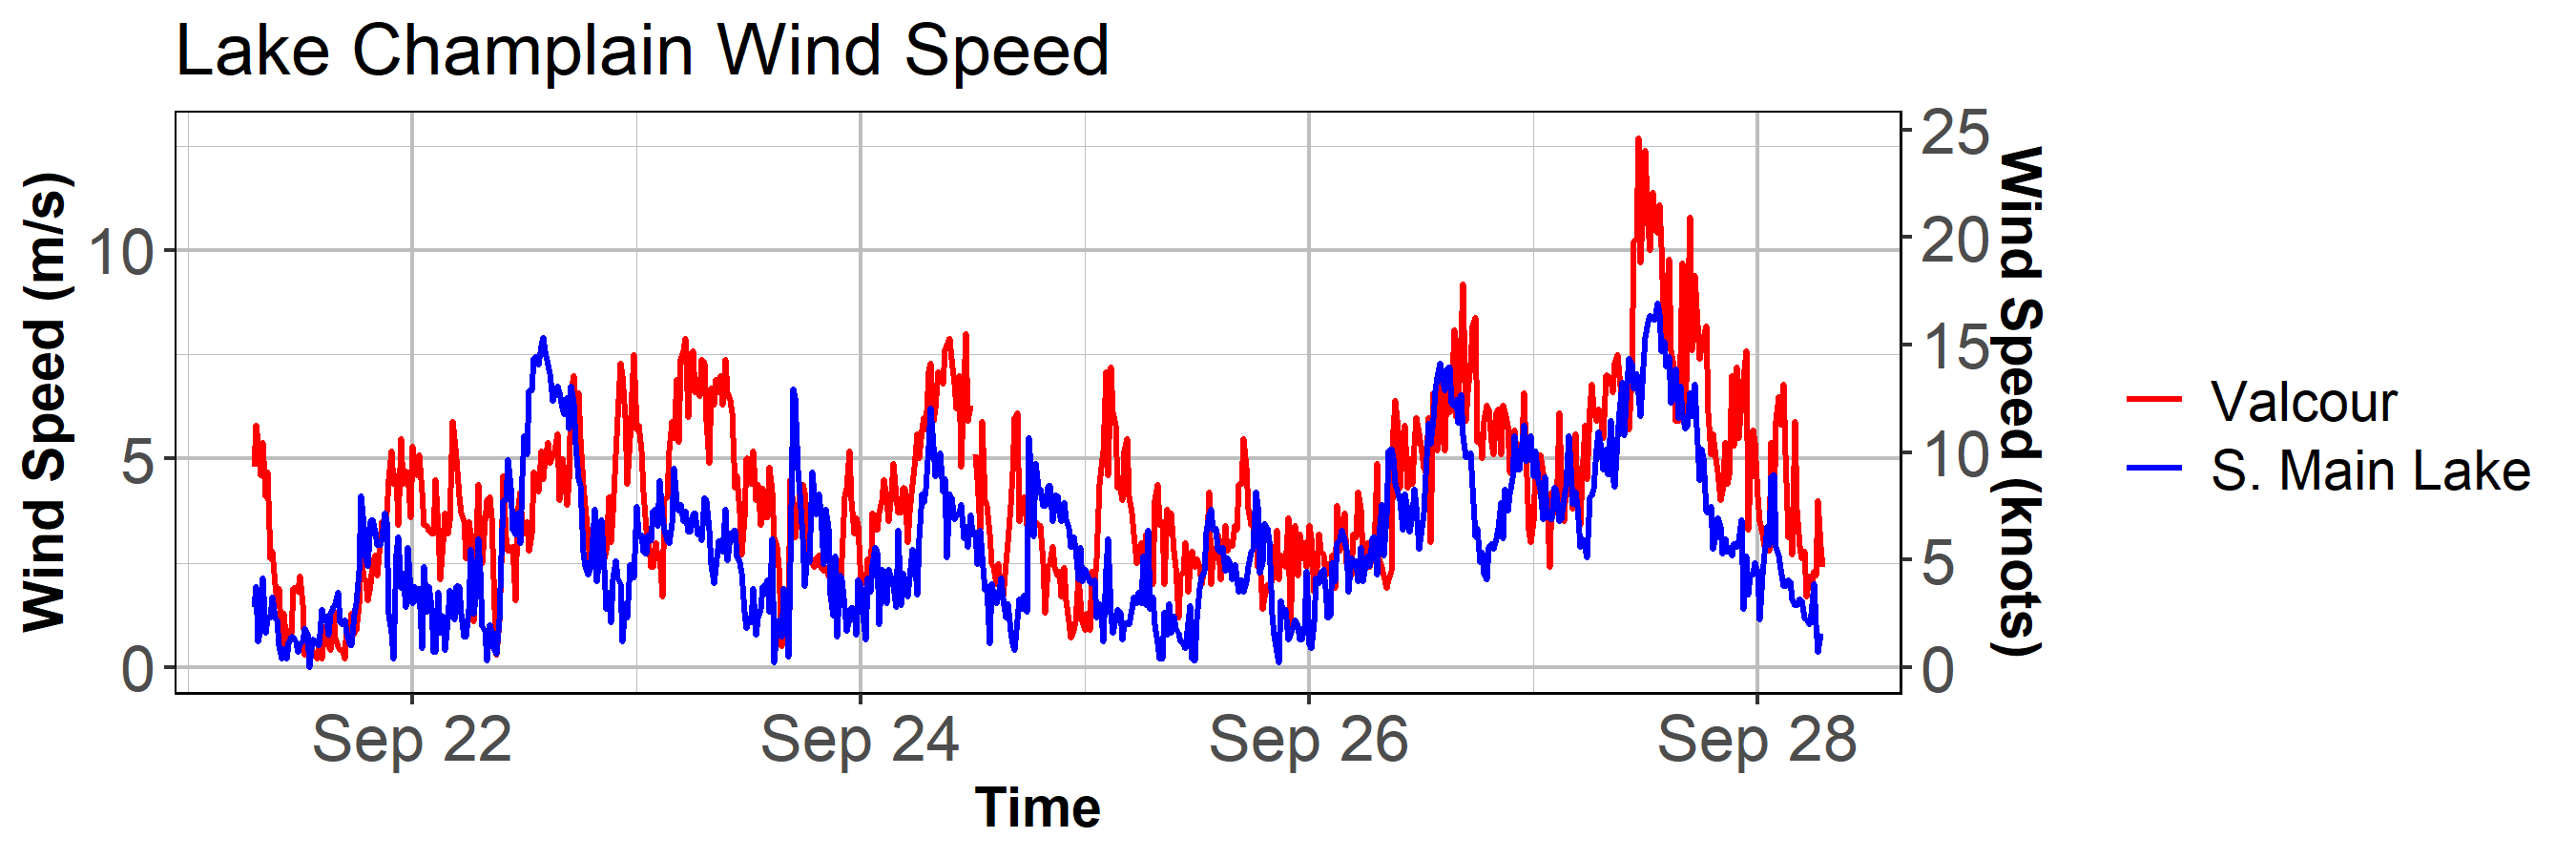 Lake Champlain Wind Speed
Wind Speed (m/s)
10
5
0
25
20
15
10
5
0
Wind Speed (knots)
Sep 22
Sep 24
Sep 26
Sep 28
Time
Valcour
S. Main Lake